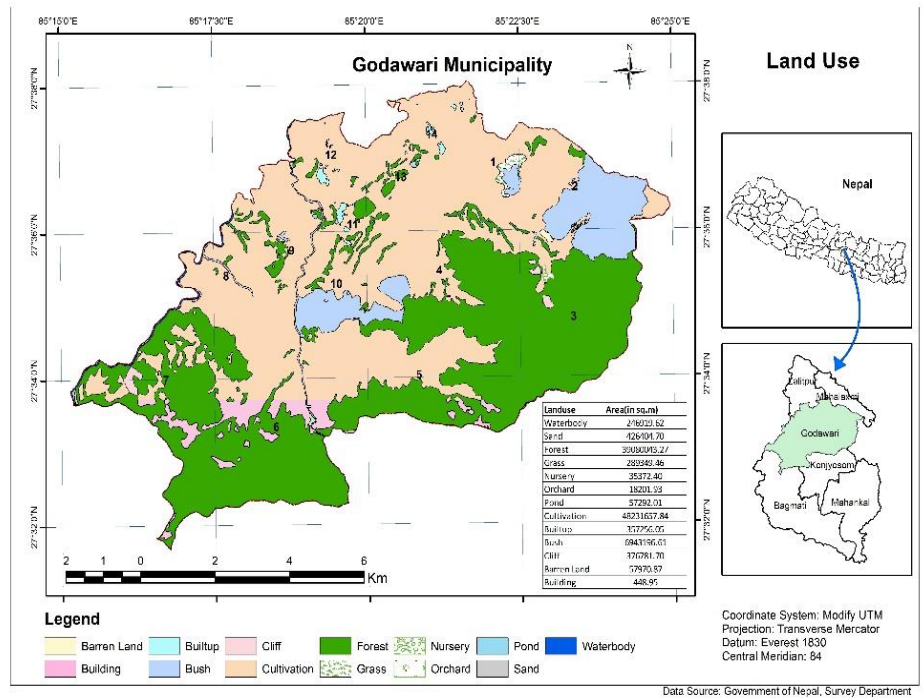 85°15'0"E 85°17'30"E 85°20'0"E 85°22'30"E 85°25'0"E
Godawari Municipality
N
27°38'0"N
27°36'0"N
27°34'0"N
27°32'0"N
27°38'0"N
27°34'0"N
27°32'0"N
1
2
3
4
5
6
7
8
9
10
11
12
13
14
Landuse Area(in sq.m)
Waterbody 246919.62
Sand 426404.70
Forest 39080043.27
Grass 289349.46
Nursery 35372.40
Orchard 18201.93
Pond 57292.01
Cultivation 48231657.84
Builtup 357256.05
Bush 6943196.61
Cliff 376781.70
Barren Land 57970.87
Building 448.95
2 1 0 2 4 6
Km
Land Use
Nepal
Lalitpur
Mahalaxmi
Godawari
Konjyosom
Bagmati
Mahankal
Legend
Barren Land Builtup Cliff Forest Nursery Pond Waterbody
Building Bush Cultivation Grass Orchard Sand
Coordinate System: Modify UTM
Projection: Transverse Mercator
Datum: Everest 1830
Central Meridian: 84
Data Source: Government of Nepal, Survey Department